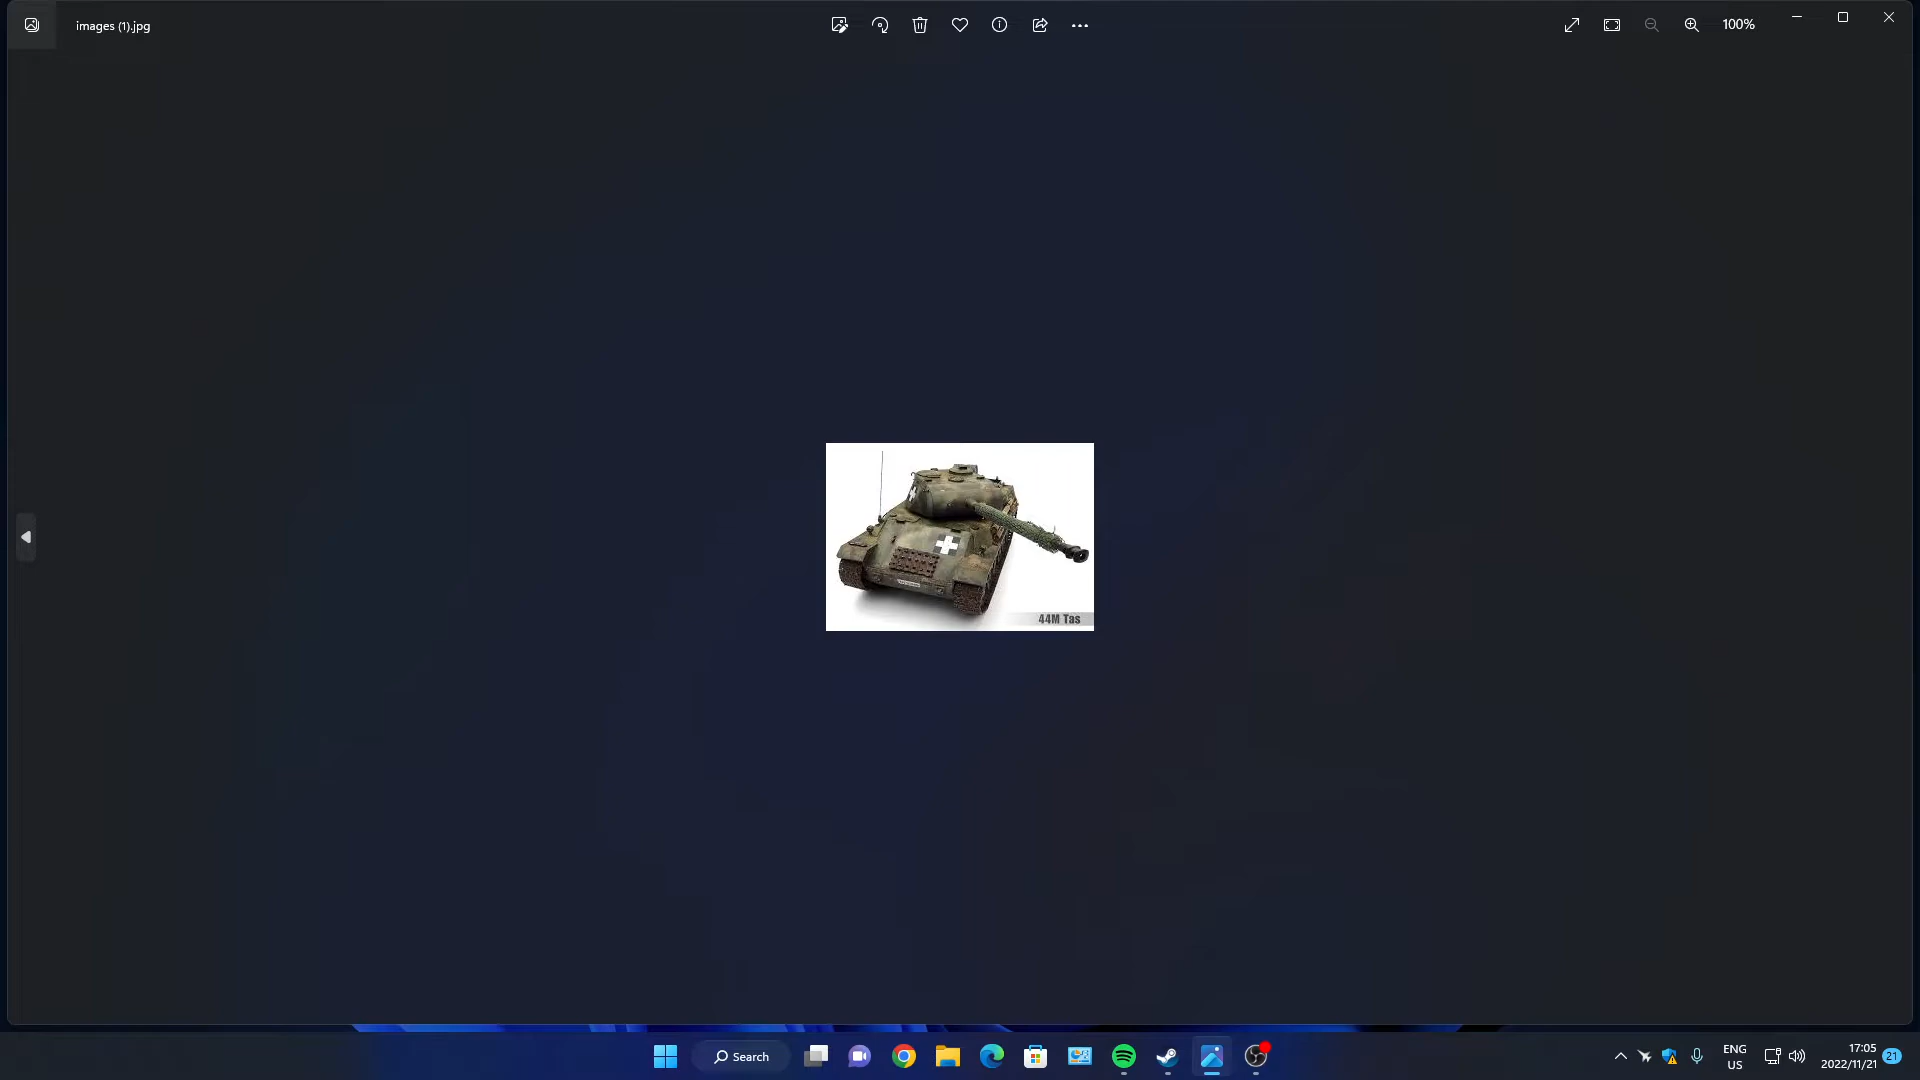 images (1).jpg
100%
44M Tas
Search
ENG
US
17:05
2022/11/21
21